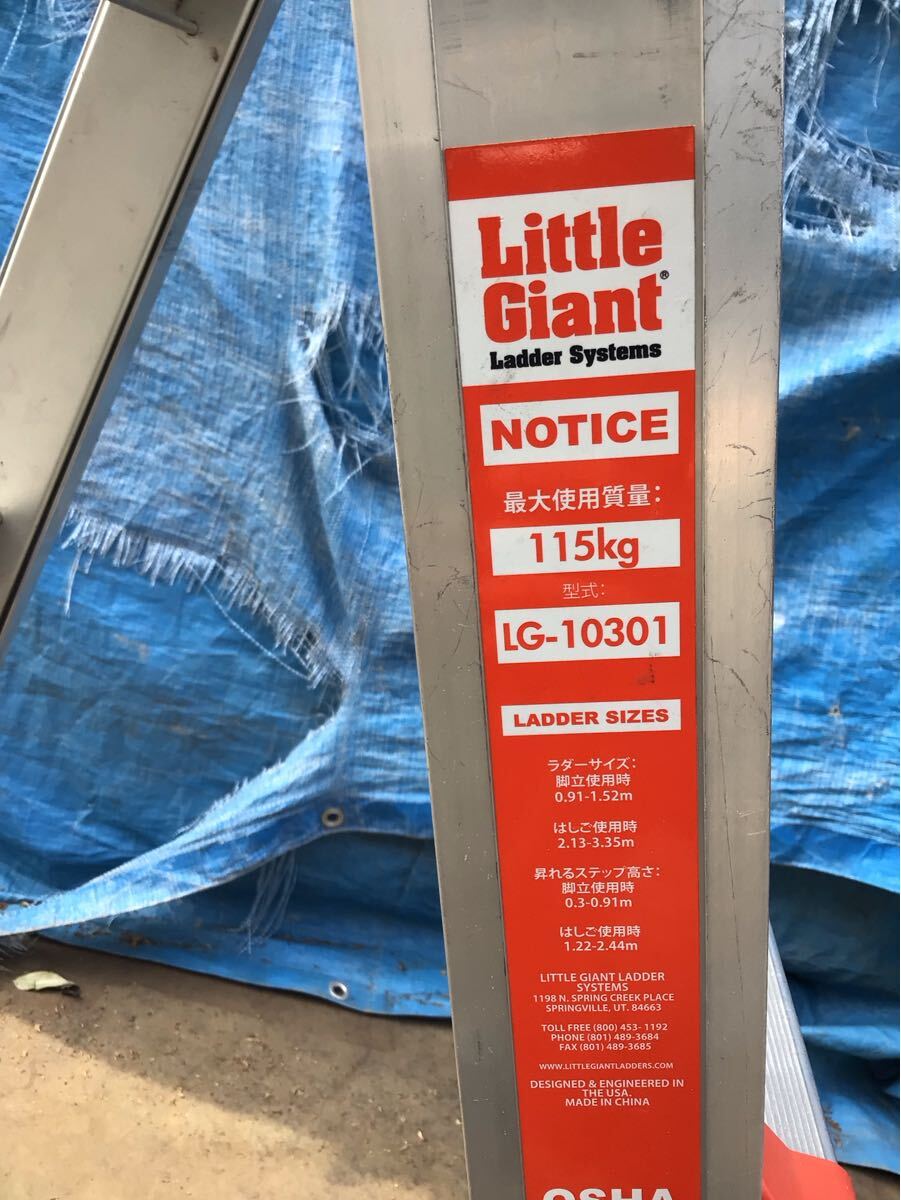 Little
Giant®
Ladder Systems
NOTICE
最大使用質量:
115kg
型式:
LG-10301
LADDER SIZES
ラダーサイズ:
脚立使用時
0.91-1.52m
はしご使用時
2.13-3.35m
昇れるステップ高さ:
脚立使用時
0.3-0.91m
はしご使用時
1.22-2.44m
LITTLE GIANT LADDER
SYSTEMS
1198 N. SPRING CREEK PLACE
SPRINGVILLE, UT. 84663
TOLL FREE (800) 453- 1192
PHONE (801) 489-3684
FAX (801) 489-3685
WWW.LITTLEGIANTLADDERS.COM
DESIGNED & ENGINEERED IN
THE USA.
MADE IN CHINA
OSHA